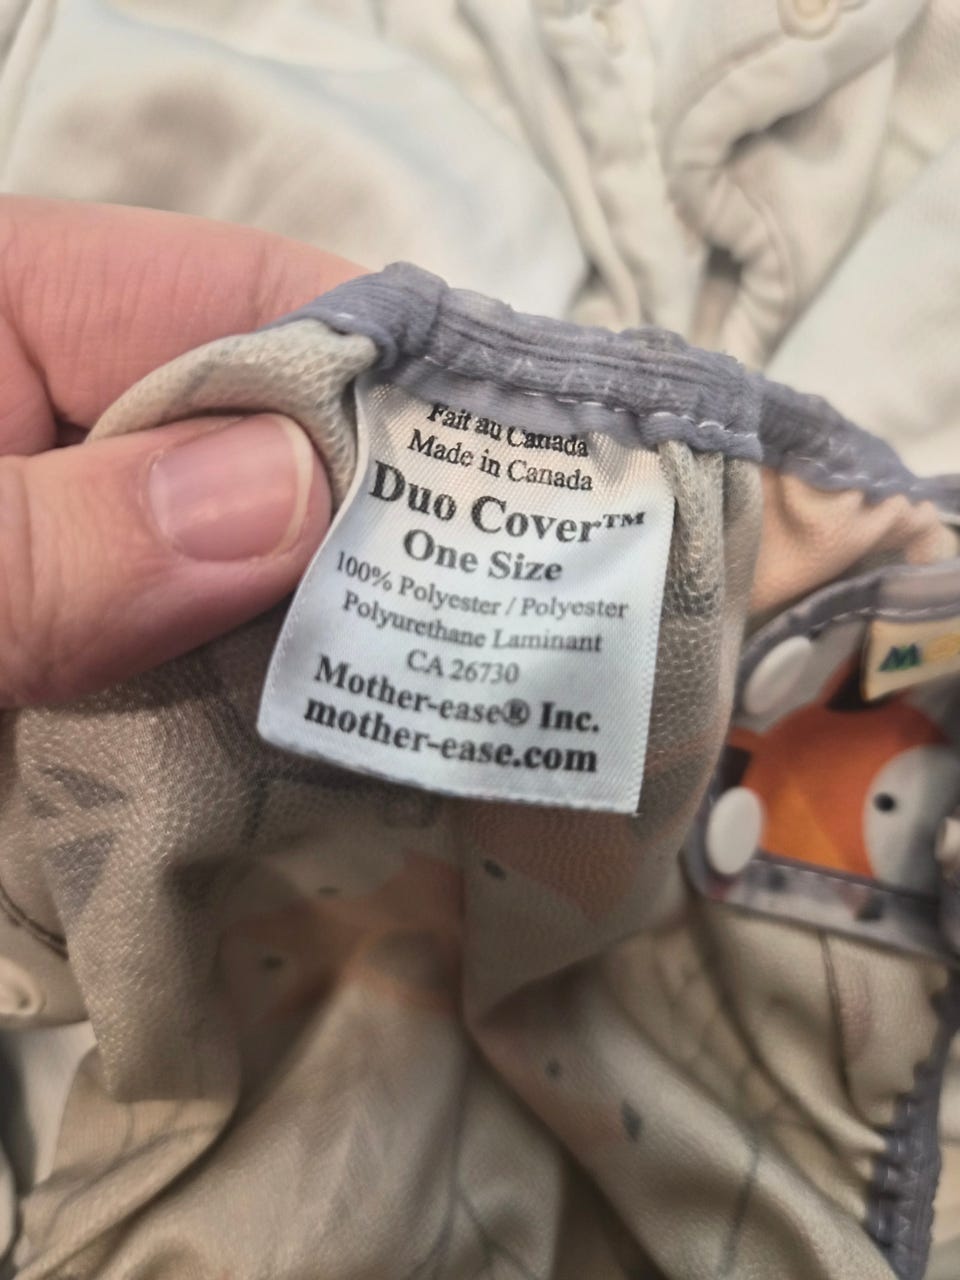 Fait au Canada
Made in Canada
Duo Cover™
One Size
100% Polyester / Polyester
Polyurethane Laminant
CA 26730
Mother-ease® Inc.
mother-ease.com